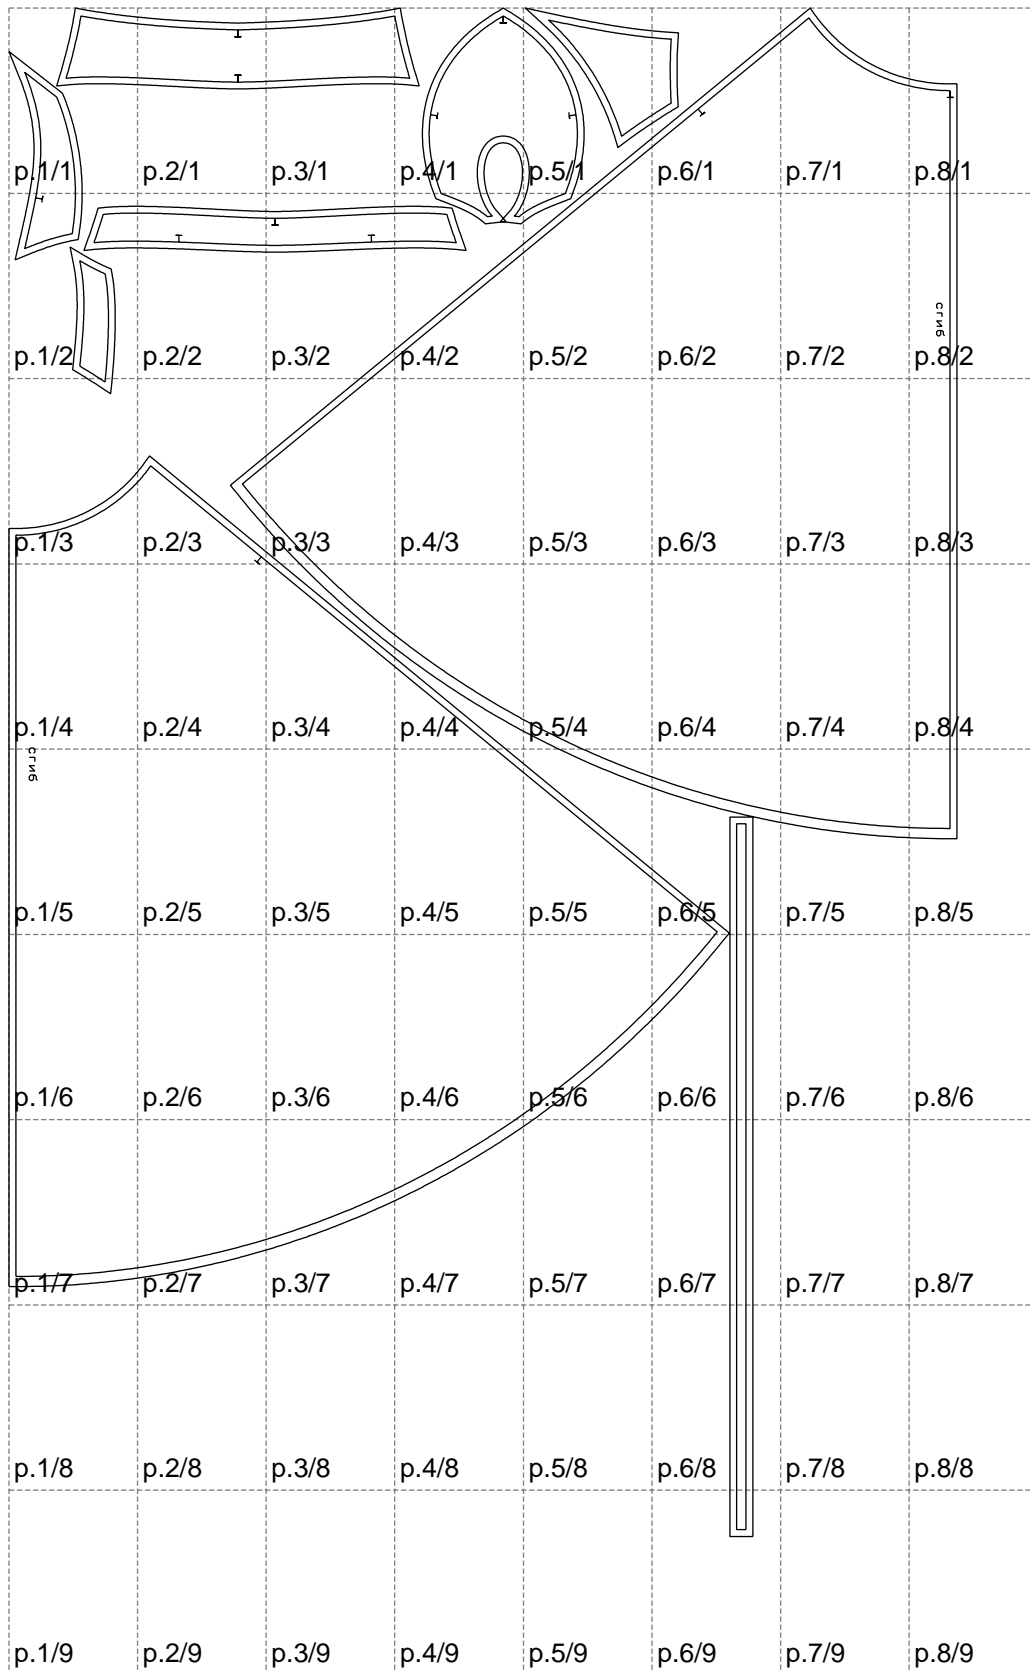 p.1/1 p.2/1 p.3/1 p.4/1 p.5/1 p.6/1 p.7/1 p.8/1
сгиб
p.1/2 p.2/2 p.3/2 p.4/2 p.5/2 p.6/2 p.7/2 p.8/2
p.1/3 p.2/3 p.3/3 p.4/3 p.5/3 p.6/3 p.7/3 p.8/3
p.1/4 p.2/4 p.3/4 p.4/4 p.5/4 p.6/4 p.7/4 p.8/4
сгиб
p.1/5 p.2/5 p.3/5 p.4/5 p.5/5 p.6/5 p.7/5 p.8/5
p.1/6 p.2/6 p.3/6 p.4/6 p.5/6 p.6/6 p.7/6 p.8/6
p.1/7 p.2/7 p.3/7 p.4/7 p.5/7 p.6/7 p.7/7 p.8/7
p.1/8 p.2/8 p.3/8 p.4/8 p.5/8 p.6/8 p.7/8 p.8/8
p.1/9 p.2/9 p.3/9 p.4/9 p.5/9 p.6/9 p.7/9 p.8/9